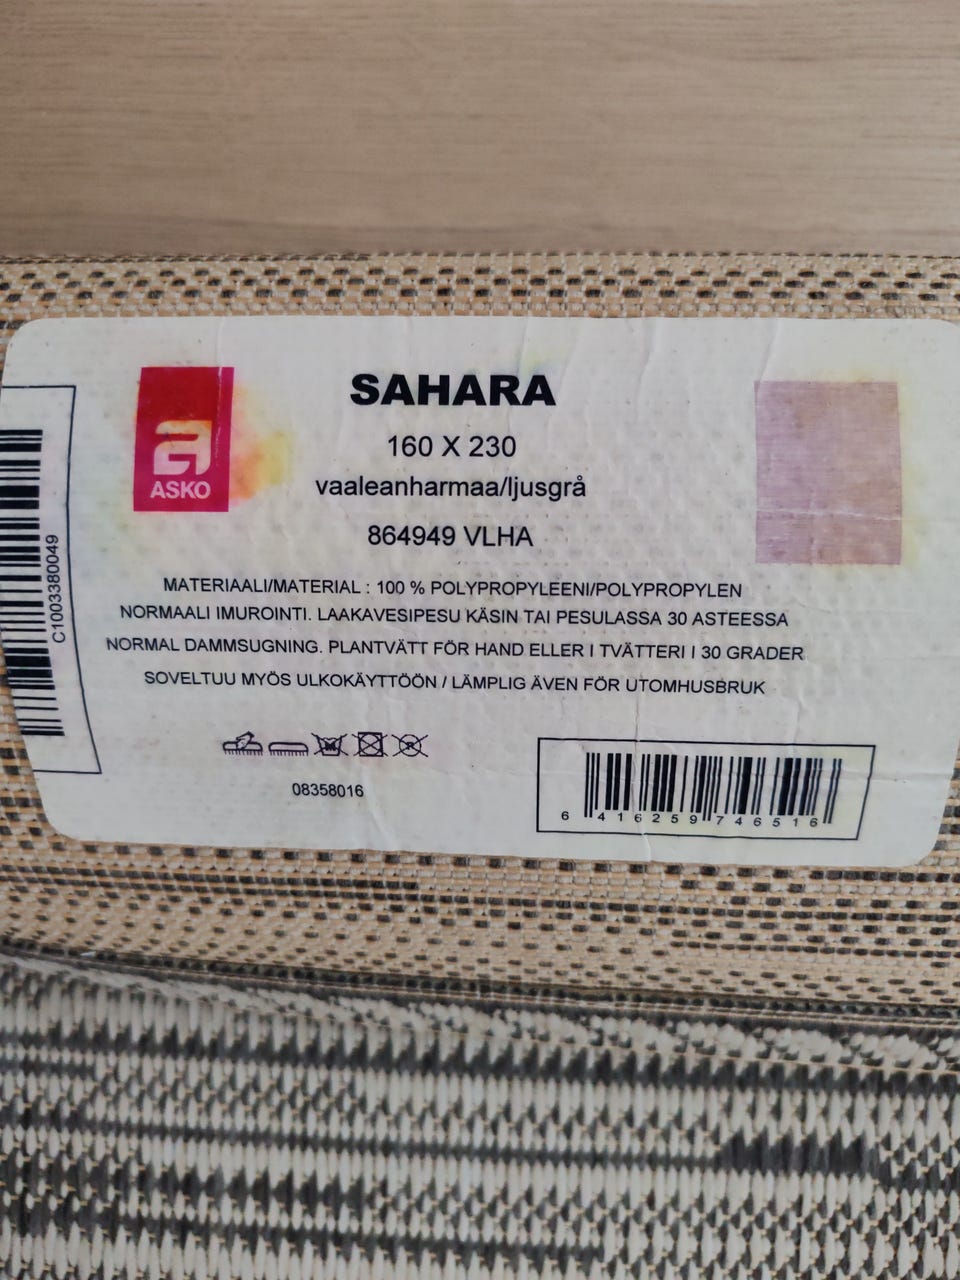 C1003380049
ASKO
SAHARA
160 X 230
vaaleanharmaa/ljusgrå
864949 VLHA
MATERIAALI/MATERIAL : 100 % POLYPROPYLEENI/POLYPROPYLEN
NORMAALI IMUROINTI. LAAKAVESIPESU KÄSIN TAI PESULASSA 30 ASTEESSA
NORMAL DAMMSUGNING. PLANTVÄTT FÖR HAND ELLER I TVÄTTERI I 30 GRADER
SOVELTUU MYÖS ULKOKÄYTTÖÖN / LÄMPLIG ÄVEN FÖR UTOMHUSBRUK
08358016
6 416259 746516